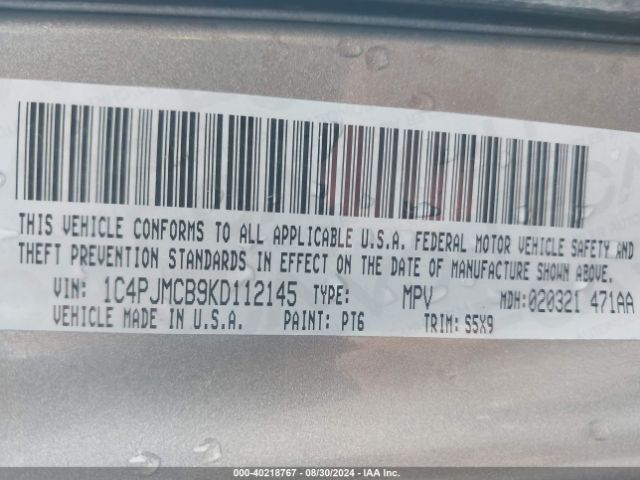 THIS VEHICLE CONFORMS TO ALL APPLICABLE U.S.A. FEDERAL MOTOR VEHICLE SAFETY AND
THEFT PREVENTION STANDARDS IN EFFECT ON THE DATE OF MANUFACTURE SHOWN ABOVE.
VIN: 1C4PJMCB9KD112145 TYPE: MPV MDH:020321 471AA
VEHICLE MADE IN U.S.A. PAINT: PTG TRIM: S5X9
000-40218767 - 08/30/2024 - IAA Inc.